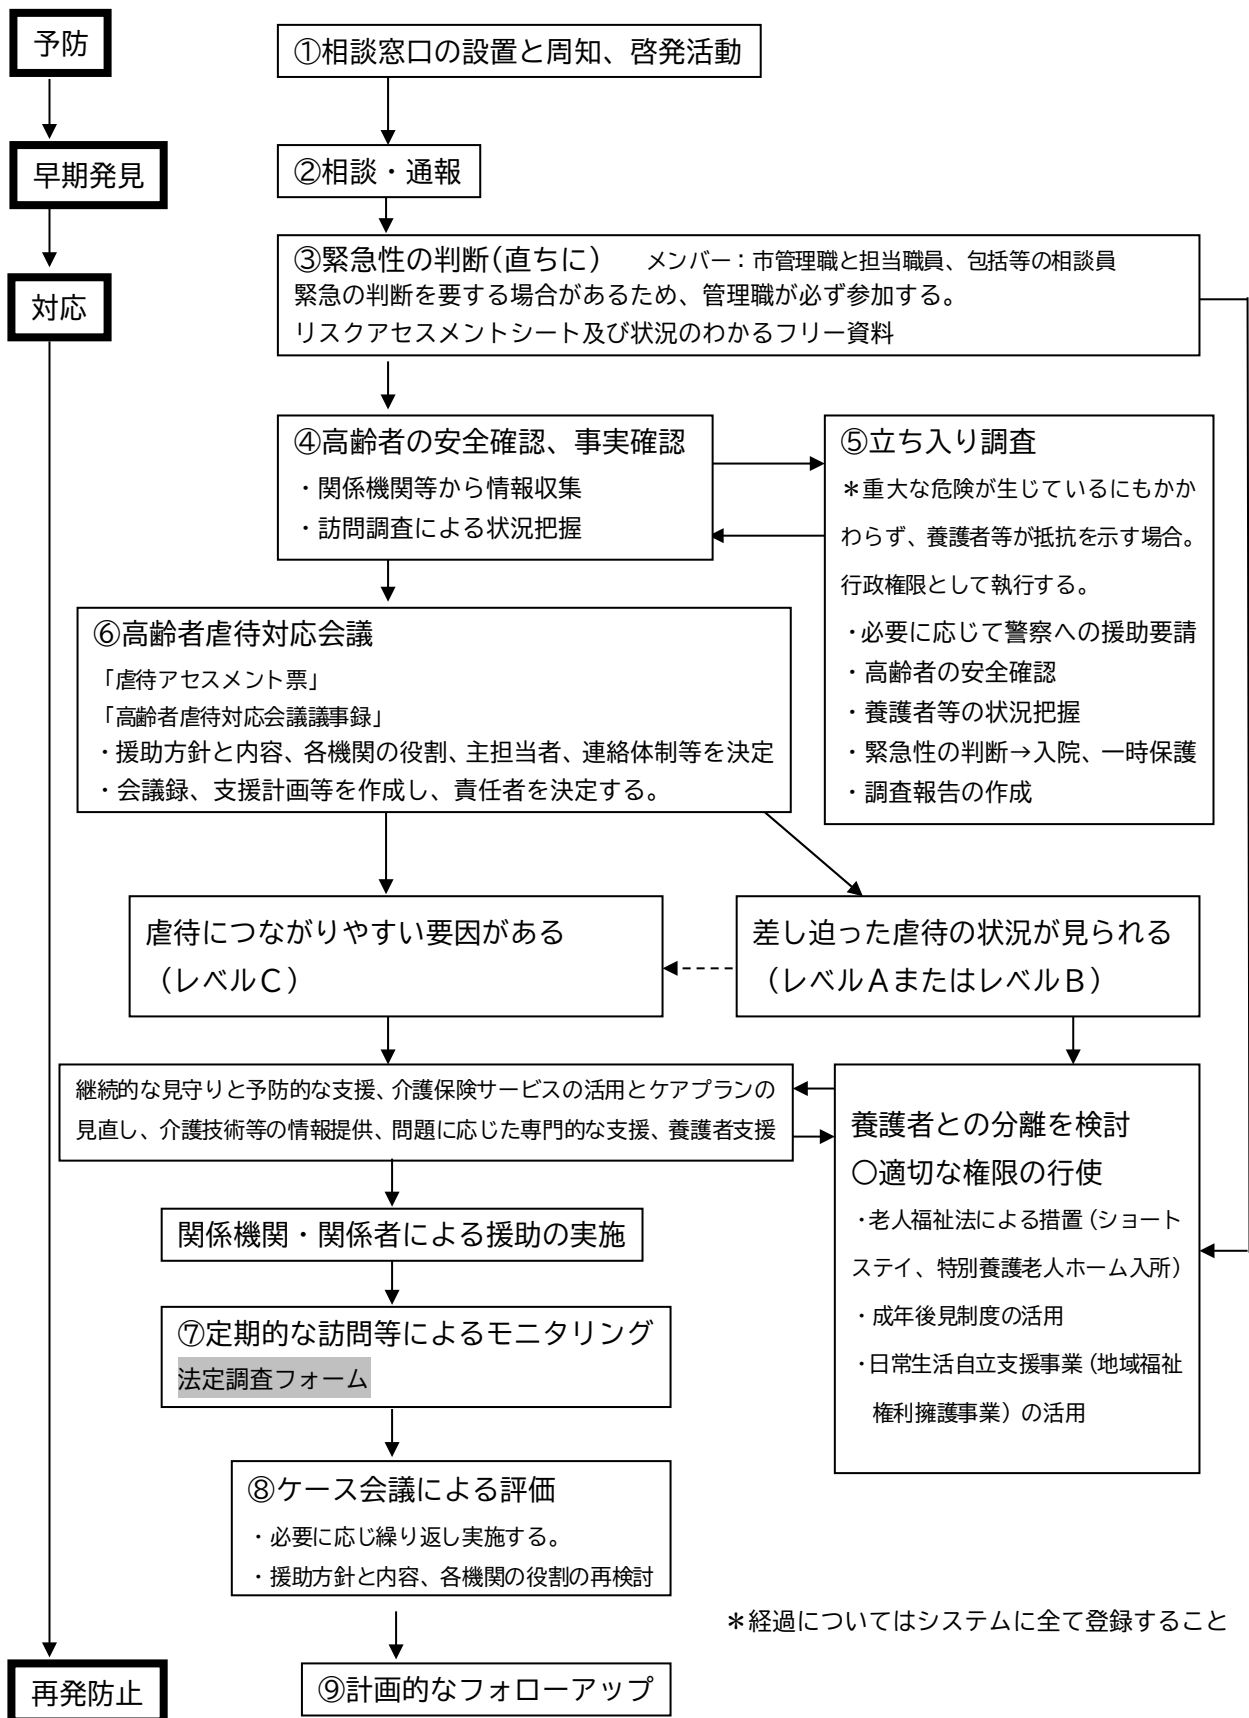 予防
早期発見
対応
再発防止
①相談窓口の設置と周知、啓発活動
②相談・通報
③緊急性の判断(直ちに)　メンバー：市管理職と担当職員、包括等の相談員
緊急の判断を要する場合があるため、管理職が必ず参加する。
リスクアセスメントシート及び状況のわかるフリー資料
④高齢者の安全確認、事実確認
・関係機関等から情報収集
・訪問調査による状況把握
⑤立ち入り調査
＊重大な危険が生じているにもかか
わらず、養護者等が抵抗を示す場合。
行政権限として執行する。
・必要に応じて警察への援助要請
・高齢者の安全確認
・養護者等の状況把握
・緊急性の判断→入院、一時保護
・調査報告の作成
⑥高齢者虐待対応会議
「虐待アセスメント票」
「高齢者虐待対応会議議事録」
・援助方針と内容、各機関の役割、主担当者、連絡体制等を決定
・会議録、支援計画等を作成し、責任者を決定する。
虐待につながりやすい要因がある
（レベルＣ）
差し迫った虐待の状況が見られる
（レベルＡまたはレベルＢ）
継続的な見守りと予防的な支援、介護保険サービスの活用とケアプランの
見直し、介護技術等の情報提供、問題に応じた専門的な支援、養護者支援
養護者との分離を検討
〇適切な権限の行使
・老人福祉法による措置（ショート
ステイ、特別養護老人ホーム入所）
・成年後見制度の活用
・日常生活自立支援事業（地域福祉
権利擁護事業）の活用
関係機関・関係者による援助の実施
⑦定期的な訪問等によるモニタリング
法定調査フォーム
⑧ケース会議による評価
・必要に応じ繰り返し実施する。
・援助方針と内容、各機関の役割の再検討
＊経過についてはシステムに全て登録すること
⑨計画的なフォローアップ